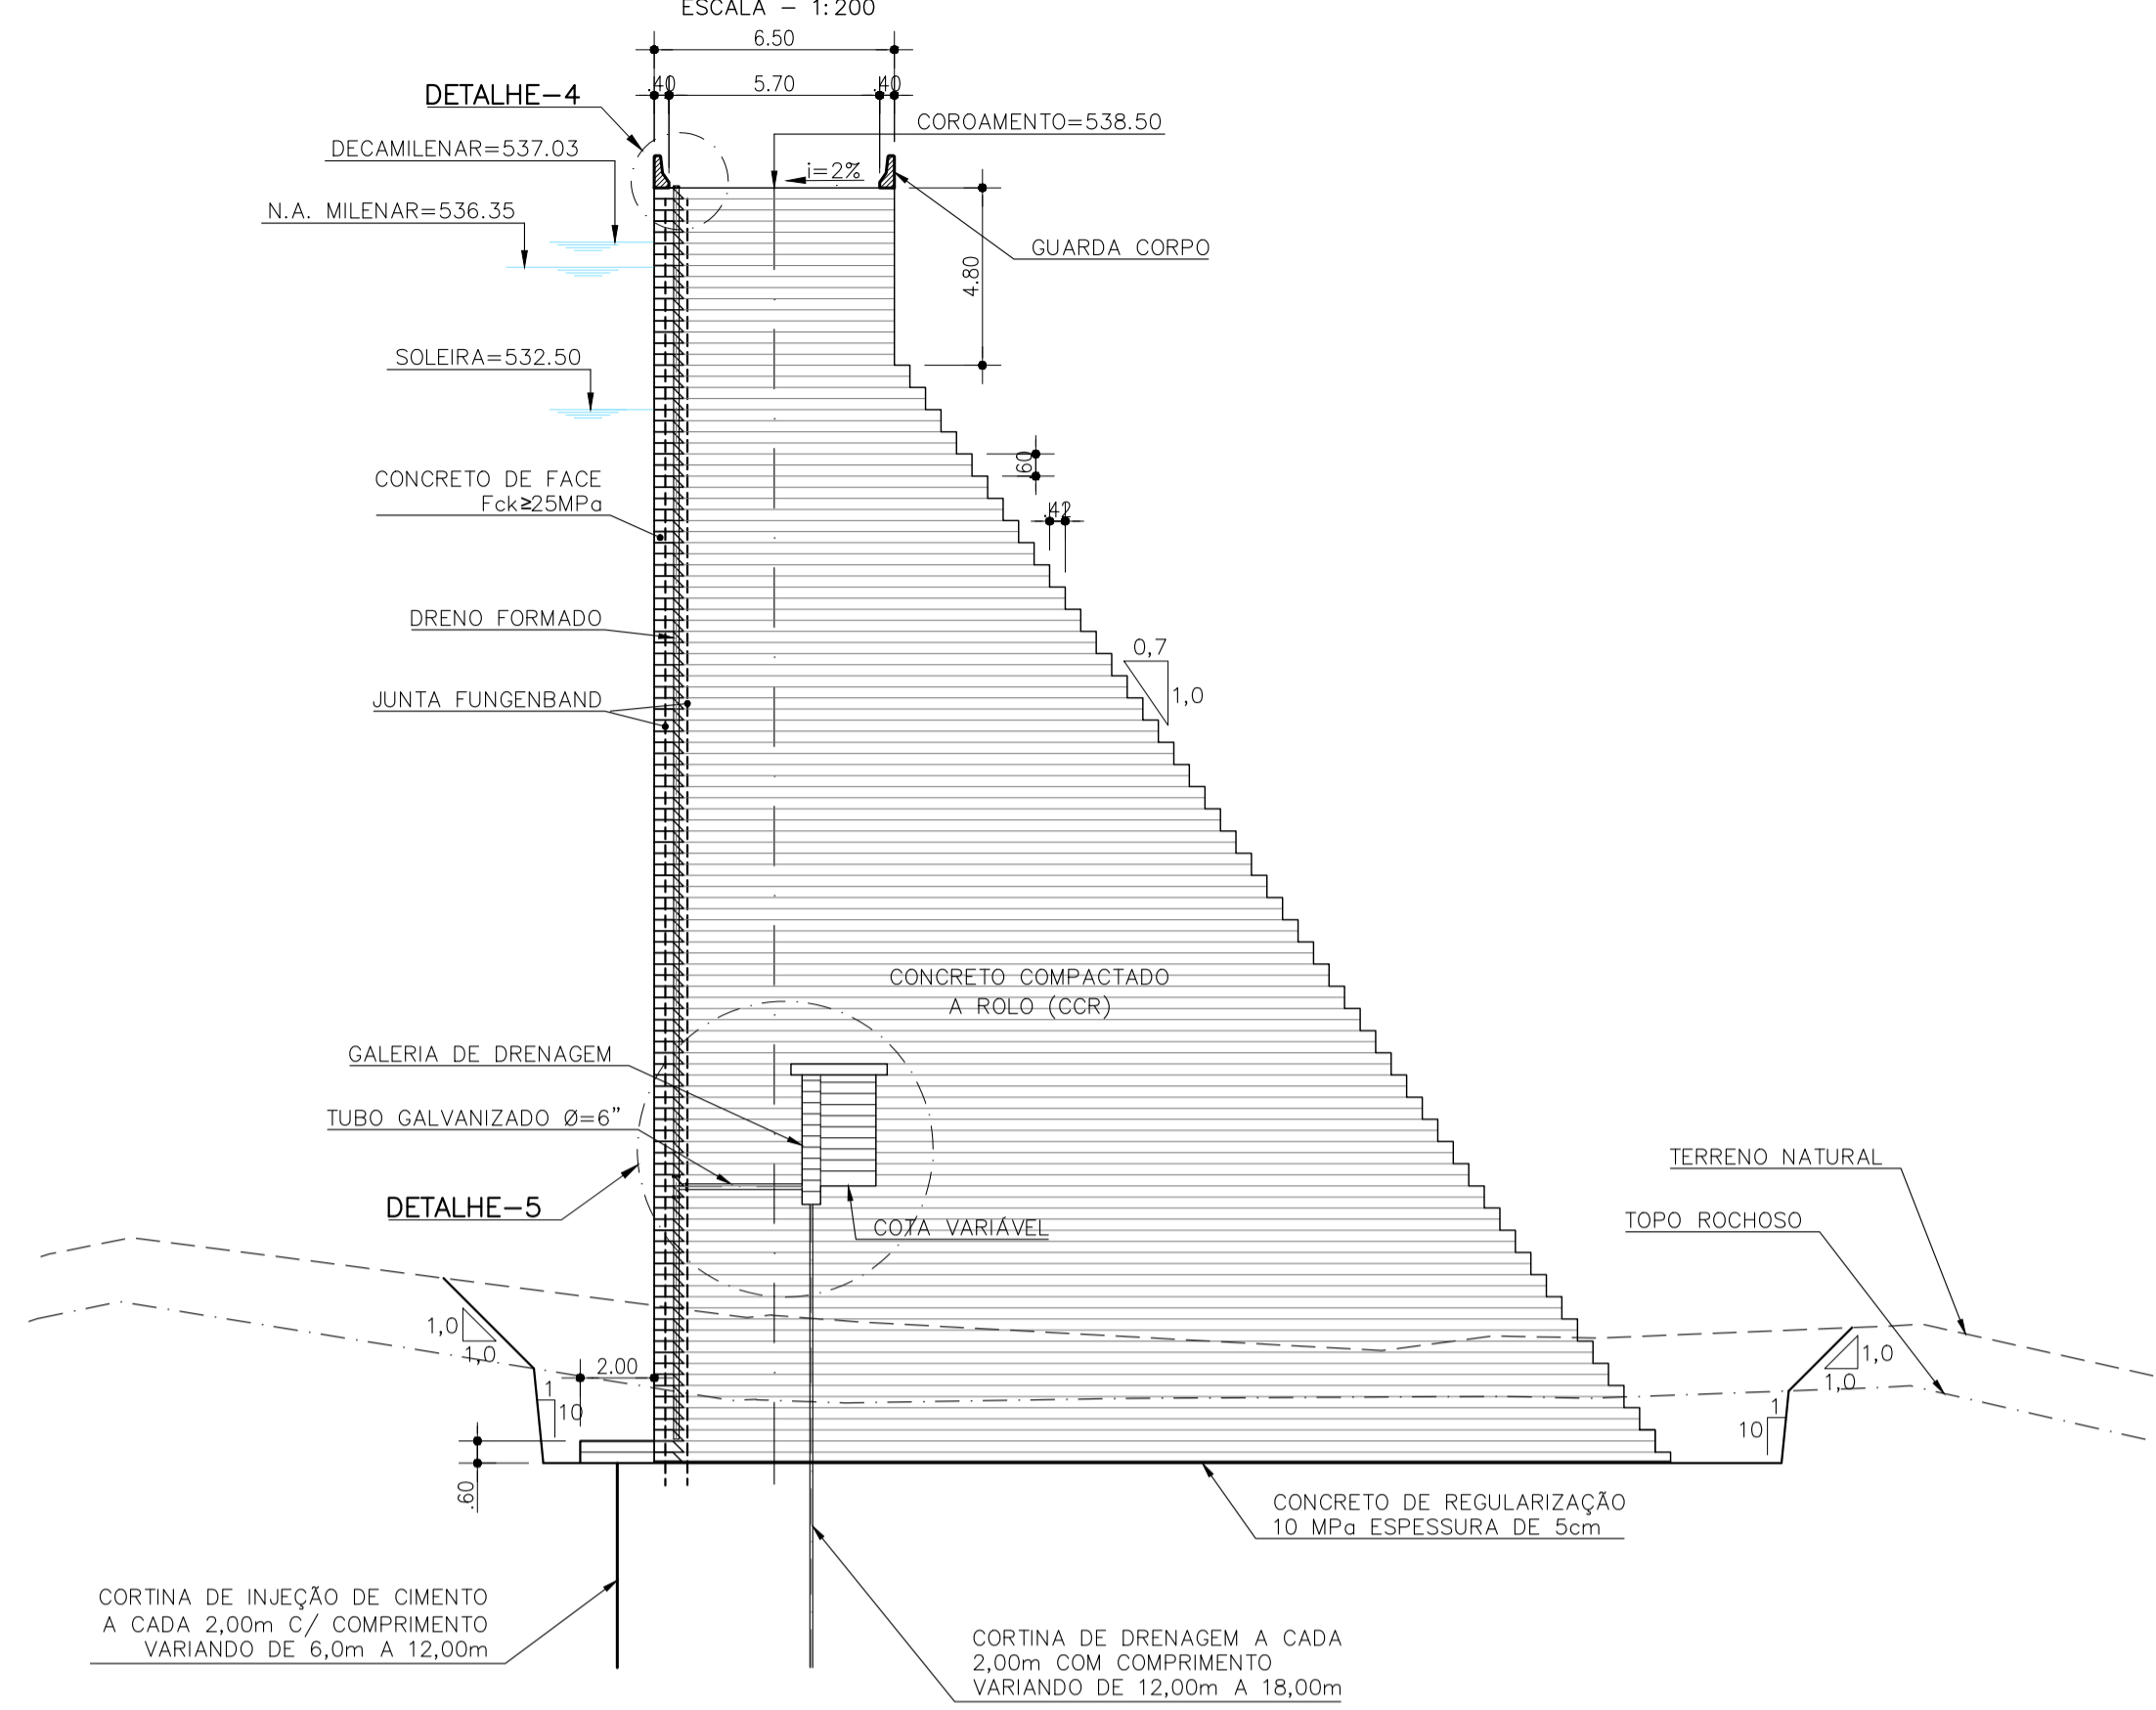 ESCALA – 1:200
6.50
.40
5.70
.40
DETALHE–4
COROAMENTO=538.50
DECAMILENAR=537.03
i=2%
N.A. MILENAR=536.35
GUARDA CORPO
4.80
SOLEIRA=532.50
.60
CONCRETO DE FACE
Fck≥25MPa
.42
DRENO FORMADO
0,7
1,0
JUNTA FUNGENBAND
CONCRETO COMPACTADO
A ROLO (CCR)
GALERIA DE DRENAGEM
TUBO GALVANIZADO Ø=6”
TERRENO NATURAL
DETALHE–5
COTA VARIÁVEL
TOPO ROCHOSO
1,0
1,0
1,0
1,0
2.00
1
10
1
10
.60
CONCRETO DE REGULARIZAÇÃO
10 MPa ESPESSURA DE 5cm
CORTINA DE INJEÇÃO DE CIMENTO
A CADA 2,00m C/ COMPRIMENTO
VARIANDO DE 6,0m A 12,00m
CORTINA DE DRENAGEM A CADA
2,00m COM COMPRIMENTO
VARIANDO DE 12,00m A 18,00m